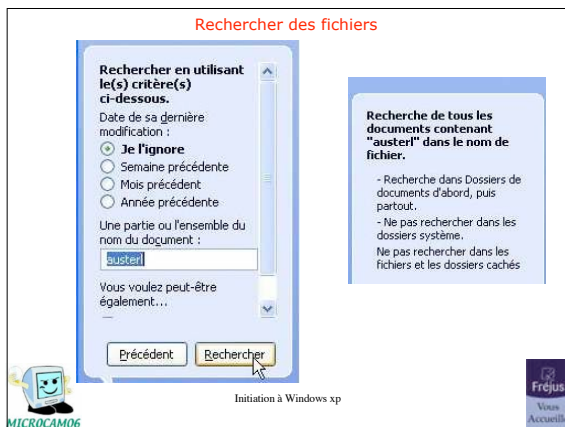 Rechercher des fichiers
Rechercher en utilisant
le(s) critère(s)
ci-dessous.
Date de sa dernière
modification :
Je l'ignore
Semaine précédente
Mois précédent
Année précédente
Une partie ou l'ensemble du
nom du document :
austerl
Vous voulez peut-être
également...
Précédent
Rechercher
Recherche de tous les
documents contenant
"austerl" dans le nom de
fichier.
- Recherche dans Dossiers de
documents d'abord, puis
partout.
- Ne pas rechercher dans les
dossiers système.
Ne pas rechercher dans les
fichiers et les dossiers cachés
MICROCAM06
Initiation à Windows xp
Fréjus
Vous
Accueille